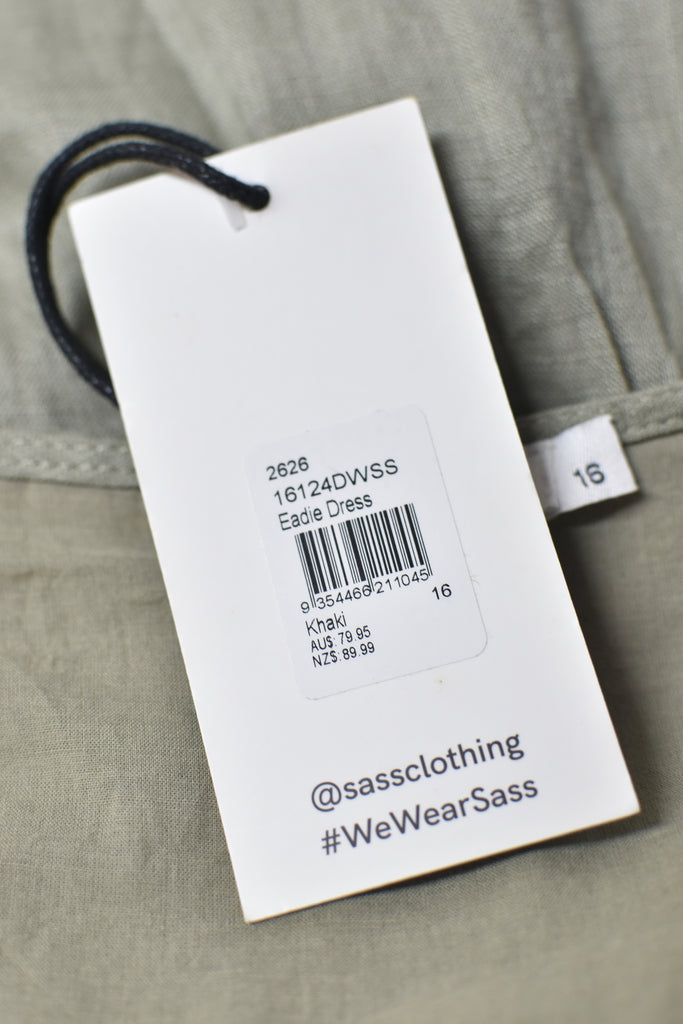 2626
16124DWSS
Eadie Dress
9 354466 211045
16
Khaki
AU$: 79.95
NZ$: 89.99
@sassclothing
#WeWearSass
16